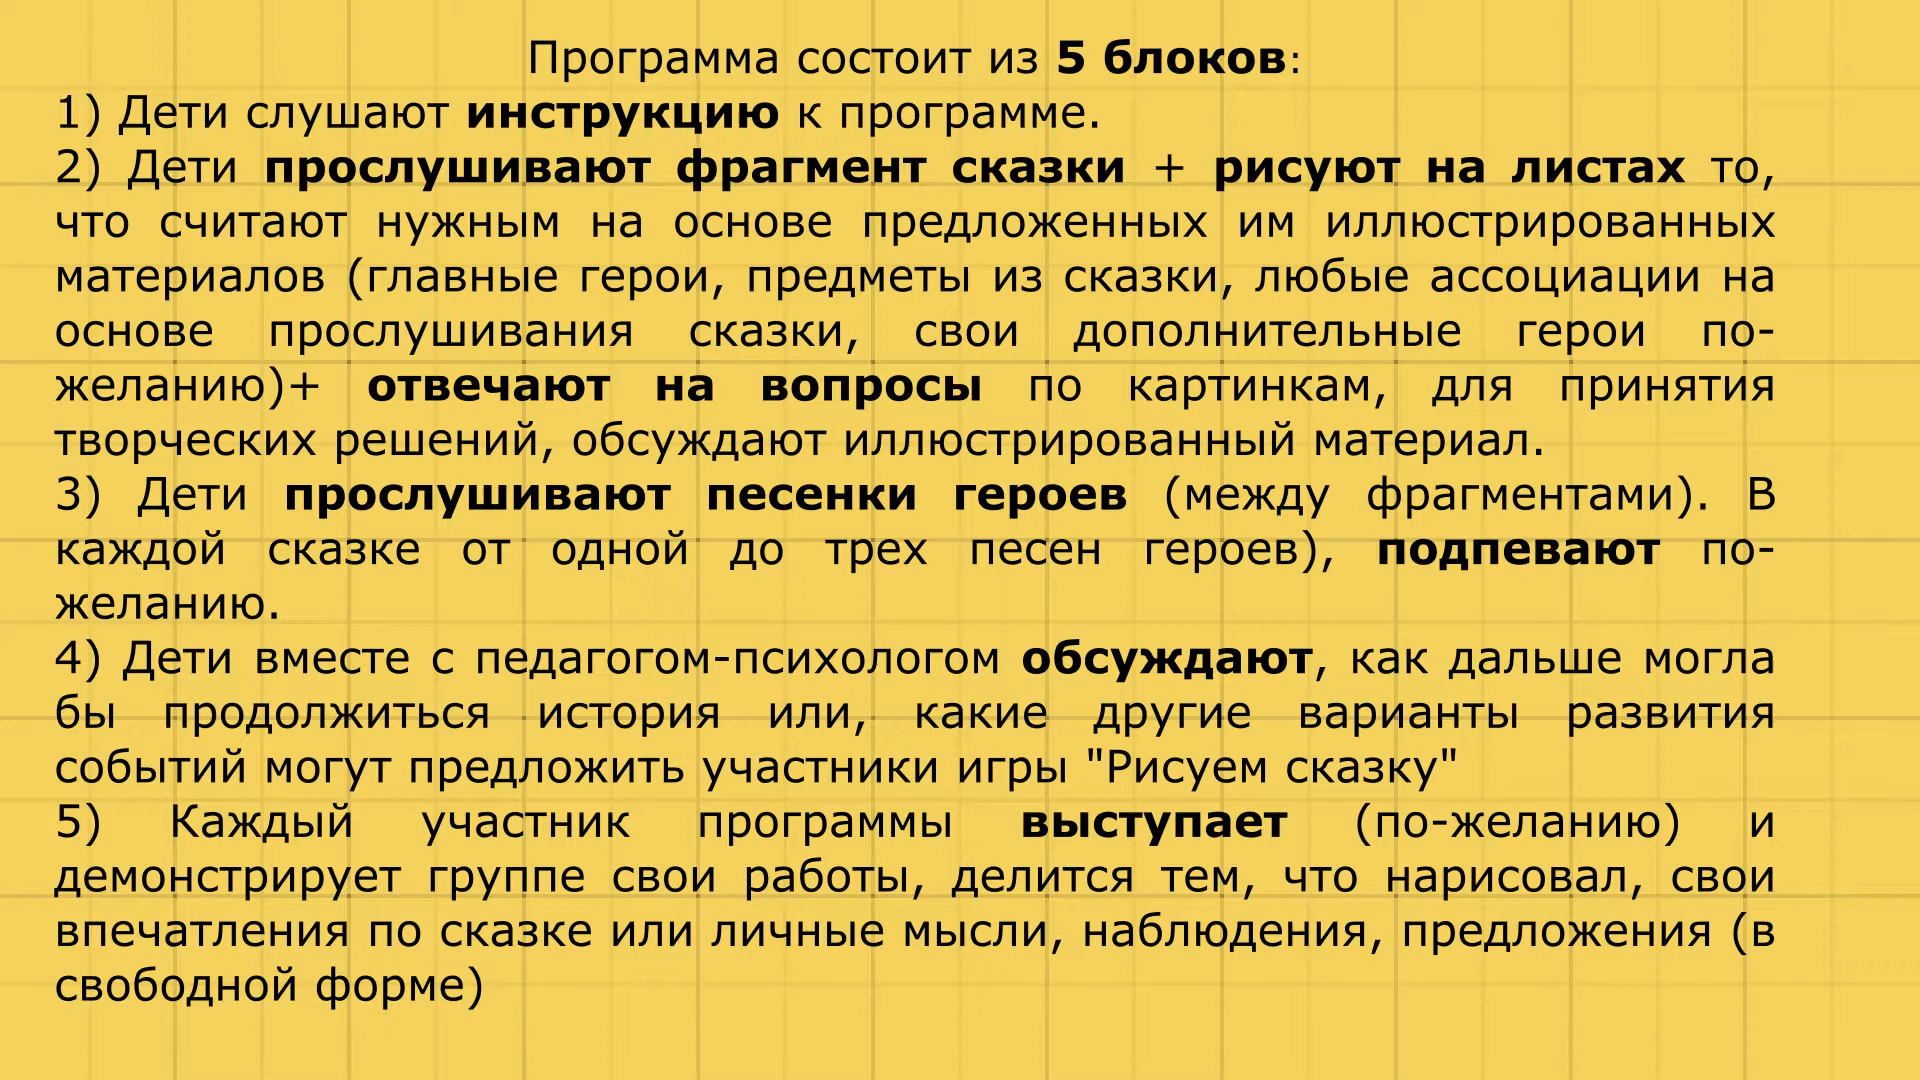 Программа состоит из 5 блоков:
1) Дети слушают инструкцию к программе.
2) Дети прослушивают фрагмент сказки + рисуют на листах то,
что считают нужным на основе предложенных им иллюстрированных
материалов (главные герои, предметы из сказки, любые ассоциации на
основе прослушивания сказки, свои дополнительные герои по-
желанию)+ отвечают на вопросы по картинкам, для принятия
творческих решений, обсуждают иллюстрированный материал.
3) Дети прослушивают песенки героев (между фрагментами). В
каждой сказке от одной до трех песен героев), подпевают по-
желанию.
4) Дети вместе с педагогом-психологом обсуждают, как дальше могла
бы продолжиться история или, какие другие варианты развития
событий могут предложить участники игры "Рисуем сказку"
5) Каждый участник программы выступает (по-желанию) и
демонстрирует группе свои работы, делится тем, что нарисовал, свои
впечатления по сказке или личные мысли, наблюдения, предложения (в
свободной форме)